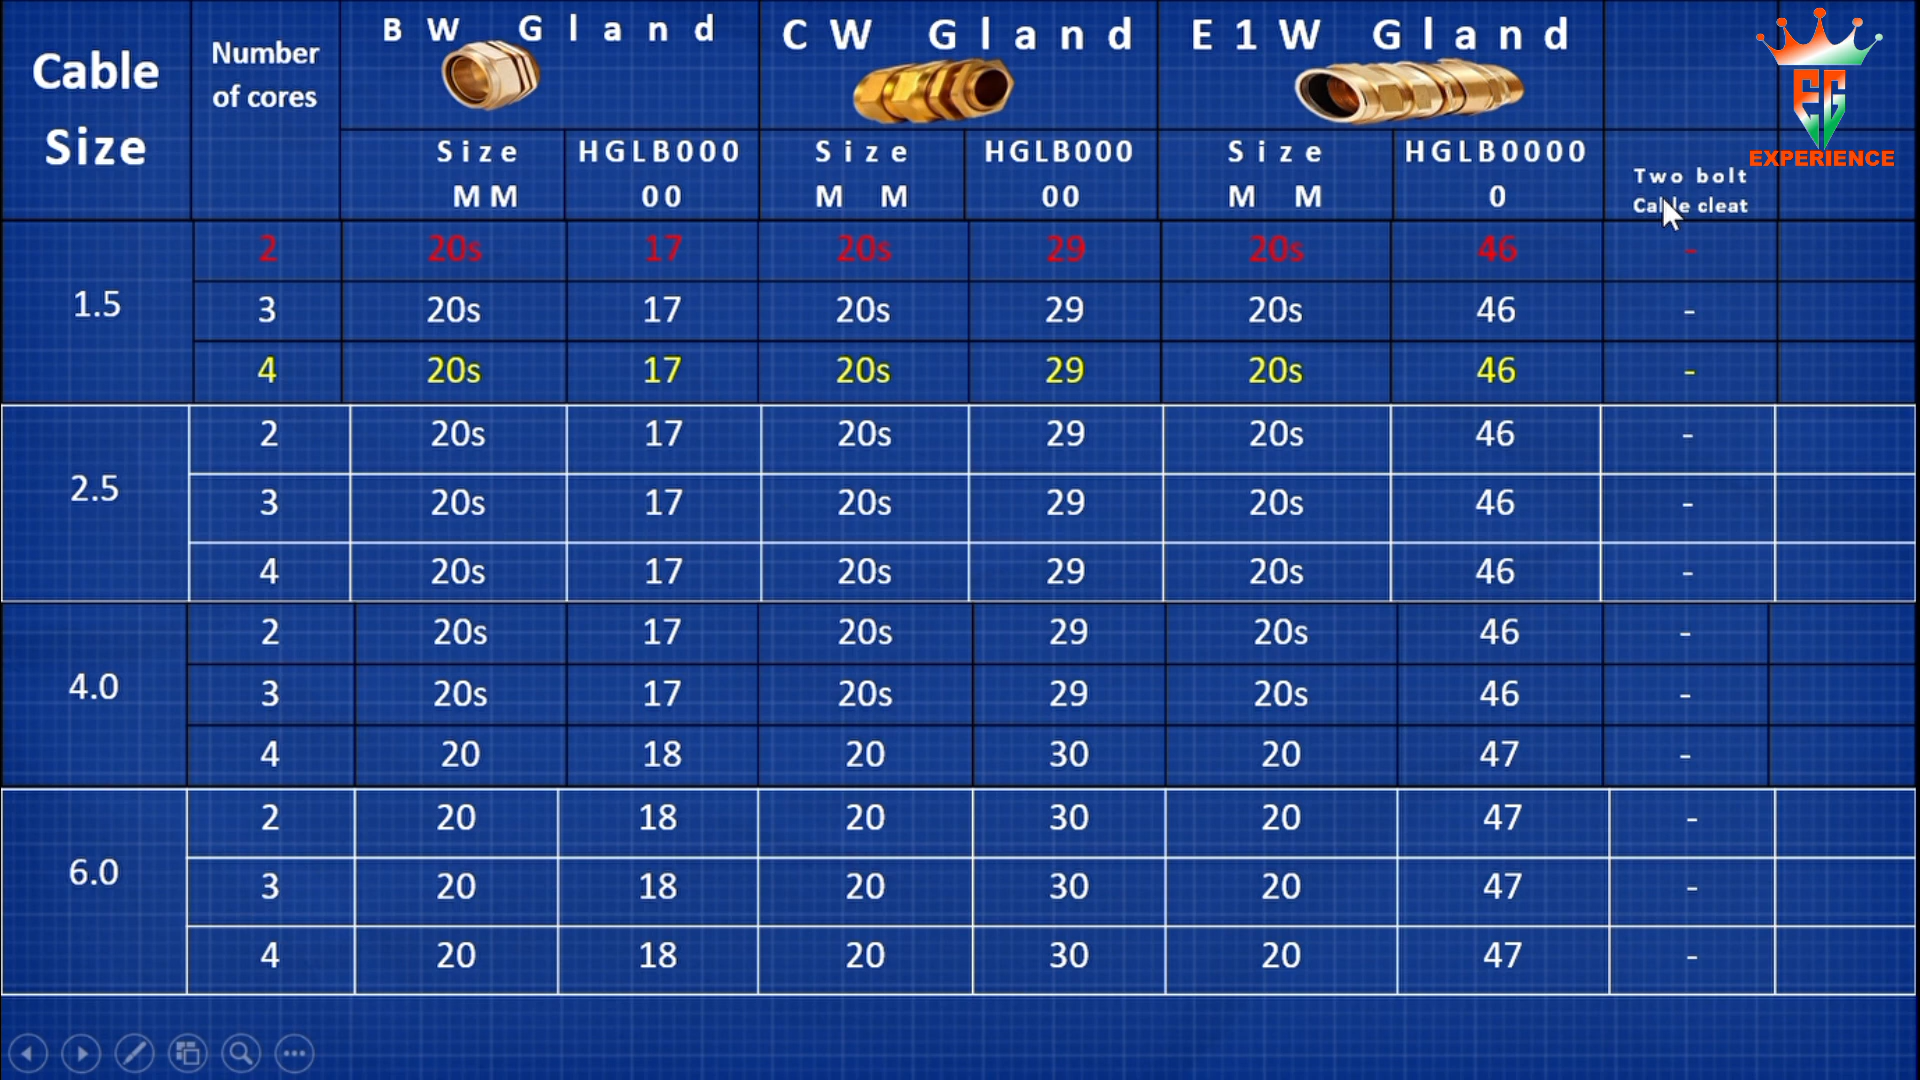 Cable
Size
Number
of cores
BW Gland
CW Gland
E1W Gland
EG
EXPERIENCE
Size
MM
HGLB000
00
Size
M M
HGLB000
00
Size
M M
HGLB0000
0
Two bolt
Cable cleat
1.5
2 20s 17 20s 29 20s 46 -
3 20s 17 20s 29 20s 46 -
4 20s 17 20s 29 20s 46 -
2.5
2 20s 17 20s 29 20s 46 -
3 20s 17 20s 29 20s 46 -
4 20s 17 20s 29 20s 46 -
4.0
2 20s 17 20s 29 20s 46 -
3 20s 17 20s 29 20s 46 -
4 20 18 20 30 20 47 -
6.0
2 20 18 20 30 20 47 -
3 20 18 20 30 20 47 -
4 20 18 20 30 20 47 -